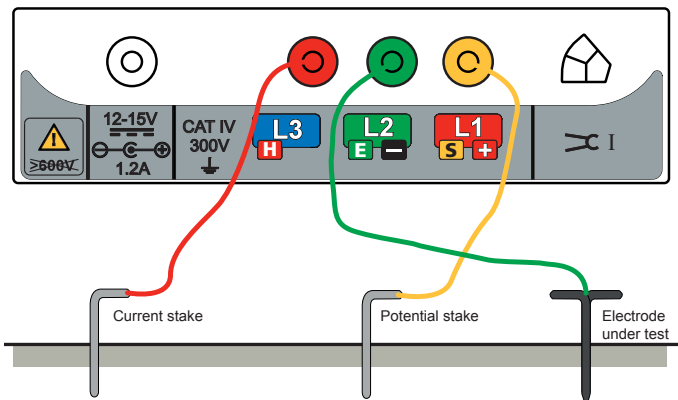 >600V
12-15V
1.2A
CAT IV
300V
L3
H
L2
E
L1
S
I
Current stake
Potential stake
Electrode
under test